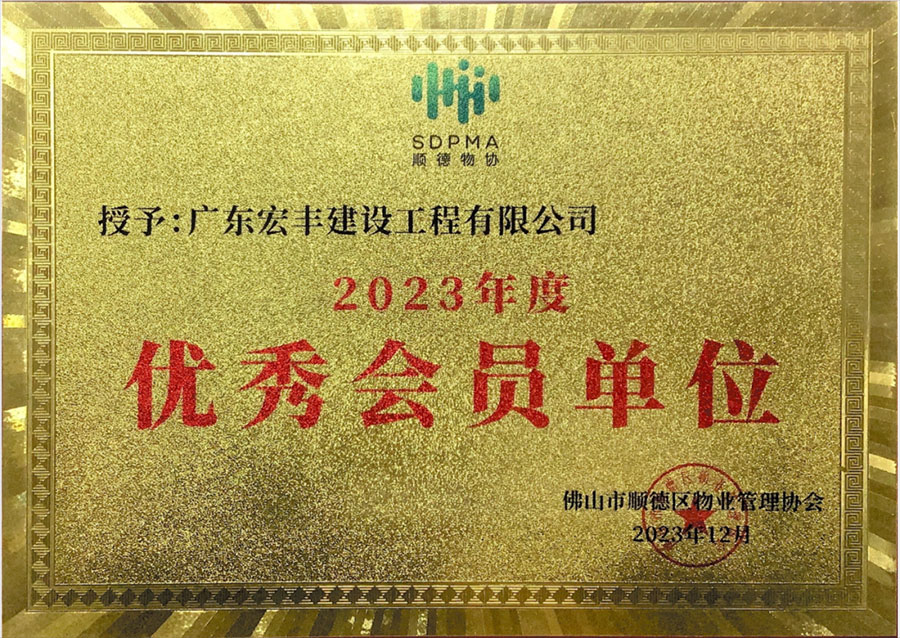 SDPMA
顺德物协
授予:广东宏丰建设工程有限公司
2023年度
优秀会员单位
佛山市顺德区物业管理协会
2023年12月